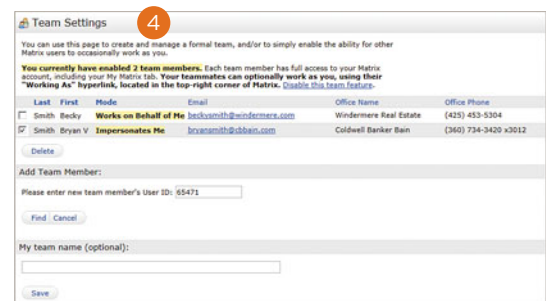 Team Settings
4
You can use this page to create and manage a formal team, and/or to simply enable the ability for other
Matrix users to occasionally work as you.
You currently have enabled 2 team members. Each team member has full access to your Matrix
account, including your My Matrix tab. Your teammates can optionally work as you, using their
"Working As" hyperlink, located in the top-right corner of Matrix. Disable this team feature.
Last First Mode Email Office Name Office Phone
Smith Becky Works on Behalf of Me beckysmith@windermere.com Windermere Real Estate (425) 453-5304
Smith Bryan V Impersonates Me bryansmith@cbbain.com Coldwell Banker Bain (360) 734-3420 x3012
Delete
Add Team Member:
Please enter new team member's User ID: 65471
Find Cancel
My team name (optional):
Save